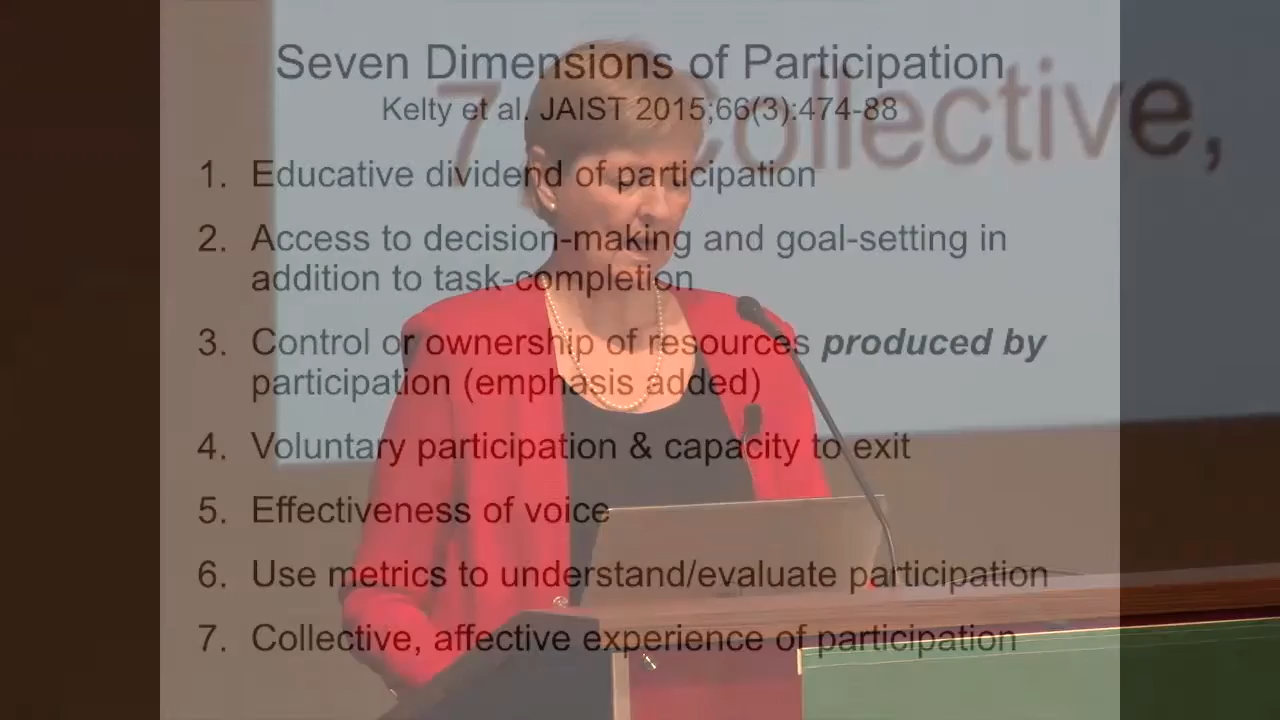 Seven Dimensions of Participation
Kelty et al. JAIST 2015;66(3):474-88
7. Collective,
1. Educative dividend of participation
2. Access to decision-making and goal-setting in
addition to task-completion
3. Control or ownership of resources produced by
participation (emphasis added)
4. Voluntary participation & capacity to exit
5. Effectiveness of voice
6. Use metrics to understand/evaluate participation
7. Collective, affective experience of participation